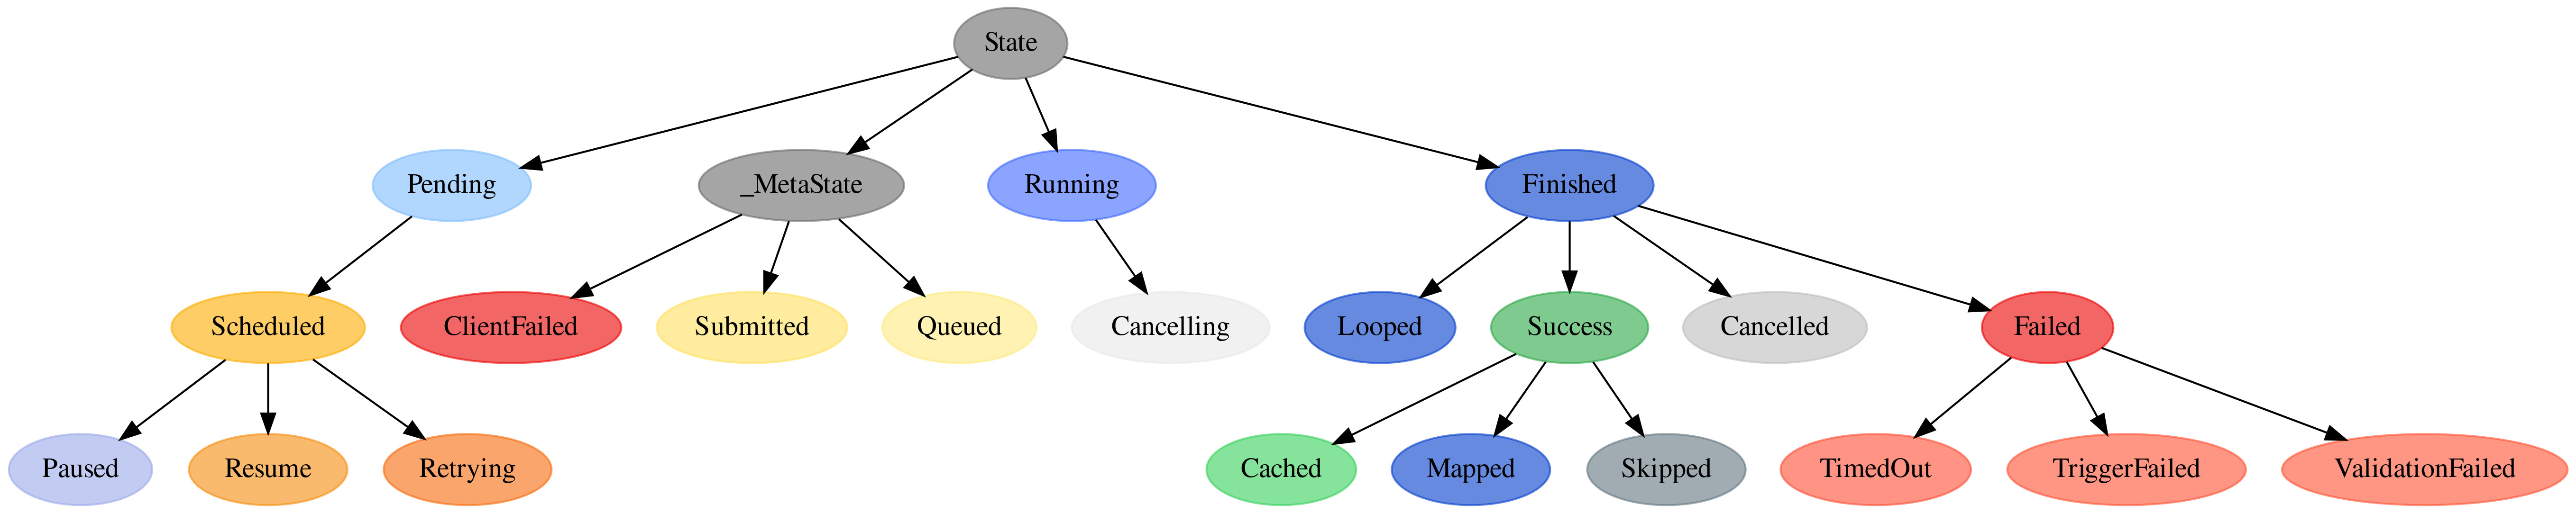 State
Pending
_MetaState
Running
Finished
Scheduled
ClientFailed
Submitted
Queued
Cancelling
Looped
Success
Cancelled
Failed
Paused
Resume
Retrying
Cached
Mapped
Skipped
TimedOut
TriggerFailed
ValidationFailed